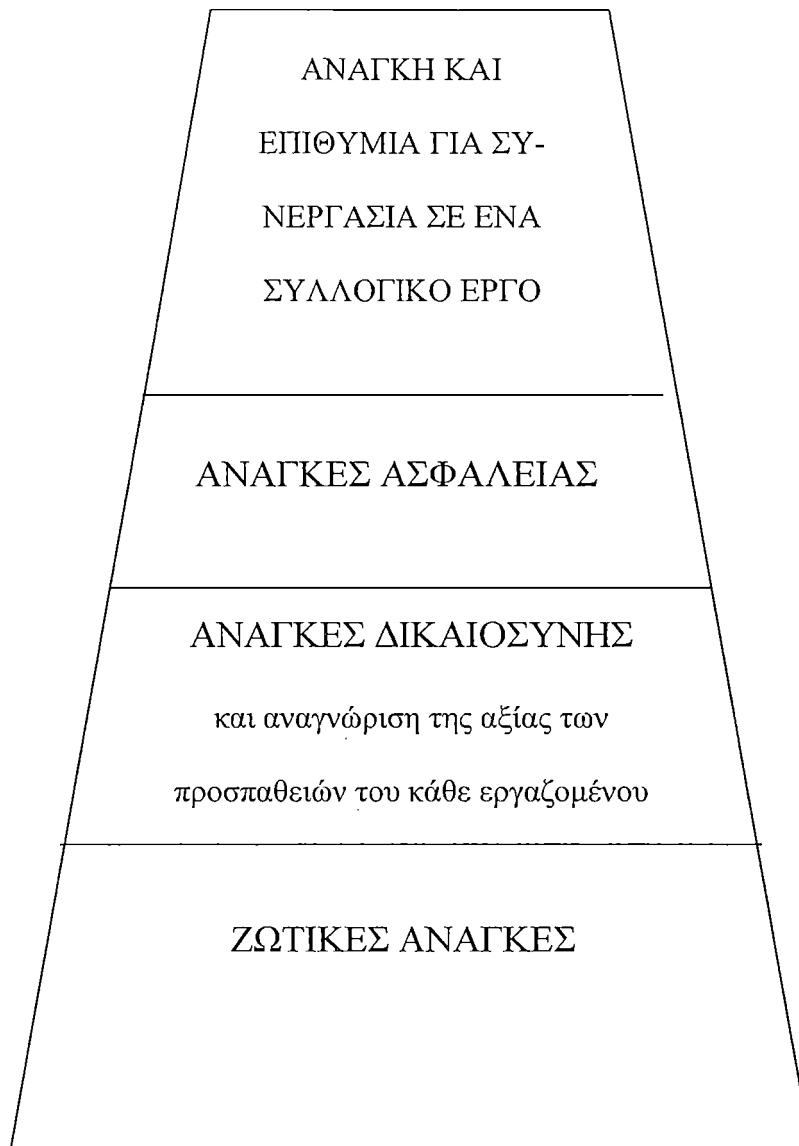 ΑΝΑΓΚΗ ΚΑΙ
ΕΠΙΘΥΜΙΑ ΓΙΑ ΣΥ-
ΝΕΡΓΑΣΙΑ ΣΕ ΕΝΑ
ΣΥΛΛΟΓΙΚΟ ΕΡΓΟ
ΑΝΑΓΚΕΣ ΑΣΦΑΛΕΙΑΣ
ΑΝΑΓΚΕΣ ΔΙΚΑΙΟΣΥΝΗΣ
και αναγνώριση της αξίας των
προσπαθειών του κάθε εργαζομένου
ΖΩΤΙΚΕΣ ΑΝΑΓΚΕΣ